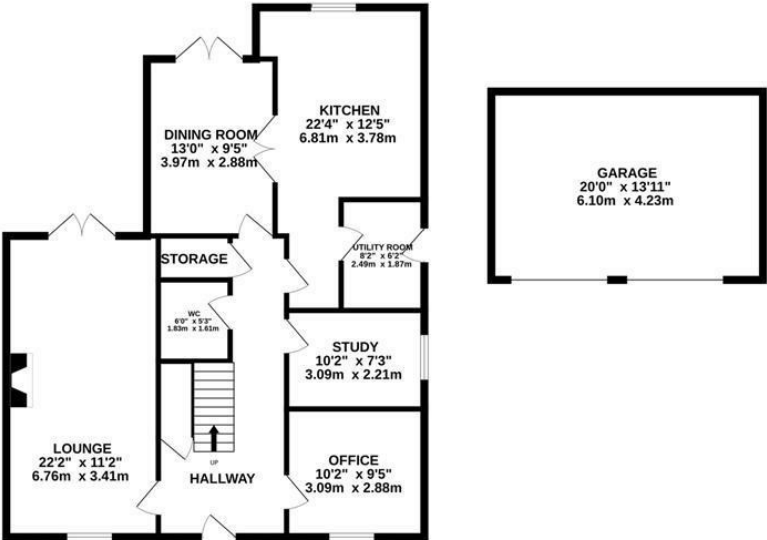 KITCHEN
22'4" x 12'5"
6.81m x 3.78m
DINING ROOM
13'0" x 9'5"
3.97m x 2.88m
GARAGE
20'0" x 13'11"
6.10m x 4.23m
UTILITY ROOM
8'2" x 6'2"
2.49m x 1.87m
STORAGE
WC
6'0" x 5'3"
1.83m x 1.61m
STUDY
10'2" x 7'3"
3.09m x 2.21m
LOUNGE
22'2" x 11'2"
6.76m x 3.41m
UP
HALLWAY
OFFICE
10'2" x 9'5"
3.09m x 2.88m